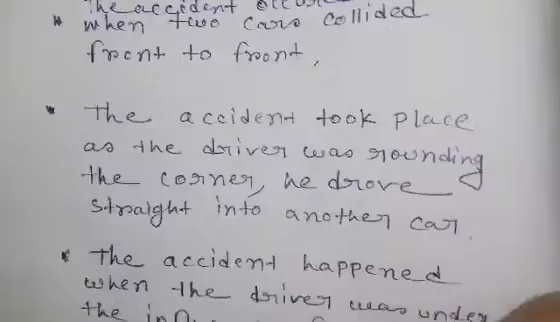 The accident
* when two cars collided
front to front,
* The accident took place
as the driver was rounding
the corner, he drove
straight into another car.
* The accident happened
when the driver was under
the